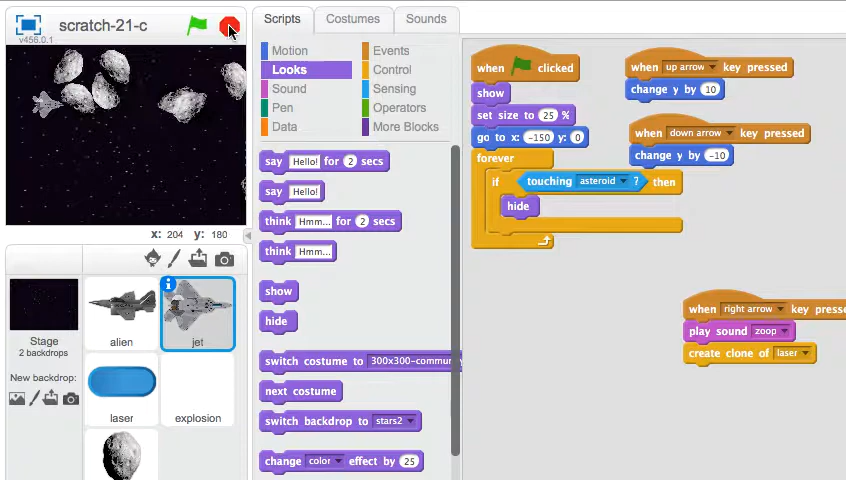 Scripts Costumes Sounds
scratch-21-c
v456.0.1
Motion Events
Looks Control
Sound Sensing
Pen Operators
Data More Blocks
say Hello! for 2 secs
say Hello!
think Hmm... for 2 secs
think Hmm...
show
hide
switch costume to 300x300-commun
next costume
switch backdrop to stars2
change color effect by 25
x: 204 y: 180
alien
jet
Stage
2 backdrops
New backdrop:
laser
explosion
when clicked
show
set size to 25 %
go to x: -150 y: 0
forever
if touching asteroid ? then
hide
when up arrow key pressed
change y by 10
when down arrow key pressed
change y by -10
when right arrow key presse
play sound zoop
create clone of laser